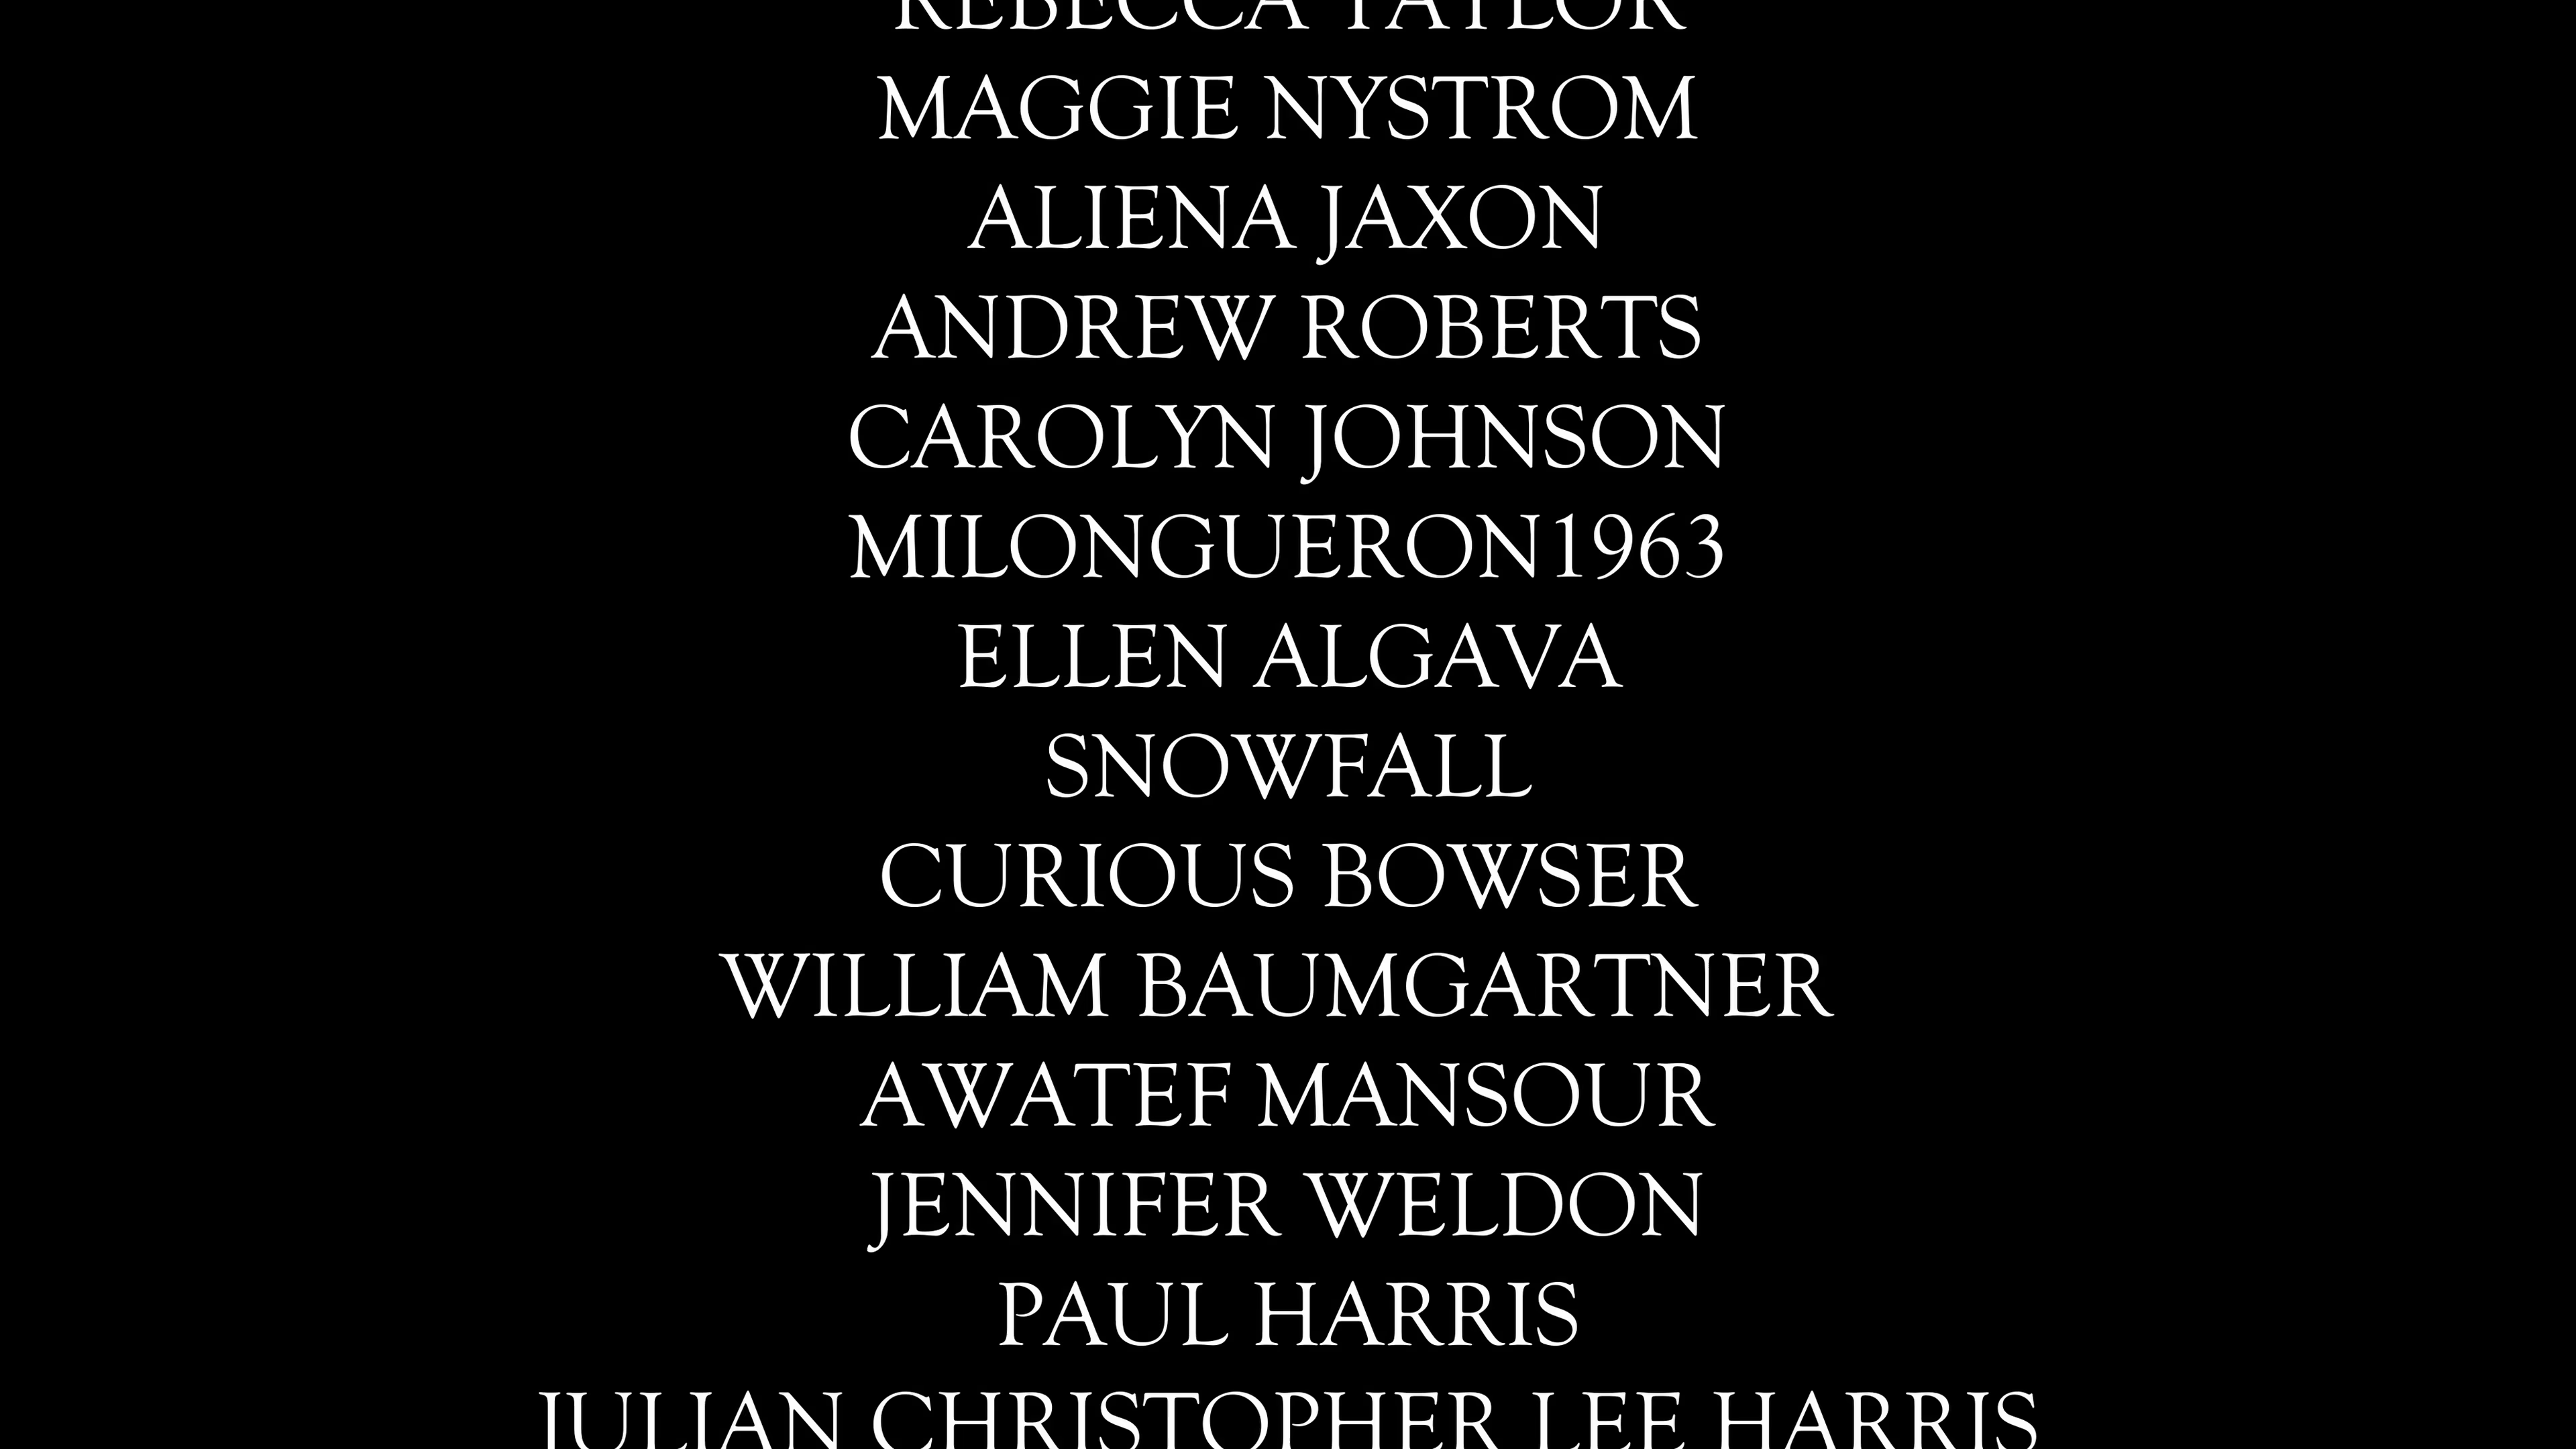 REBECCA TAYLOR
MAGGIE NYSTROM
ALIENA JAXON
ANDREW ROBERTS
CAROLYN JOHNSON
MILONGUERON1963
ELLEN ALGAVA
SNOWFALL
CURIOUS BOWSER
WILLIAM BAUMGARTNER
AWATEF MANSOUR
JENNIFER WELDON
PAUL HARRIS
JULIAN CHRISTOPHER LEE HARRIS